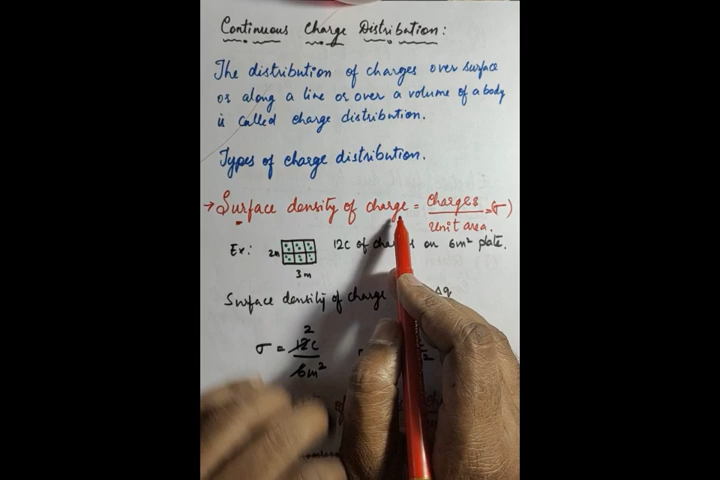 Continuous Charge Distribution:
The distribution of charges over surface
or along a line or over a volume of a body
is called charge distribution.
Types of charge distribution.
→ Surface density of charge = Charges / Unit area. = (σ)
Ex: 2m 3m 12C of on 6m² plate.
Surface density of charge Δq
σ = 12C / 6m² 2